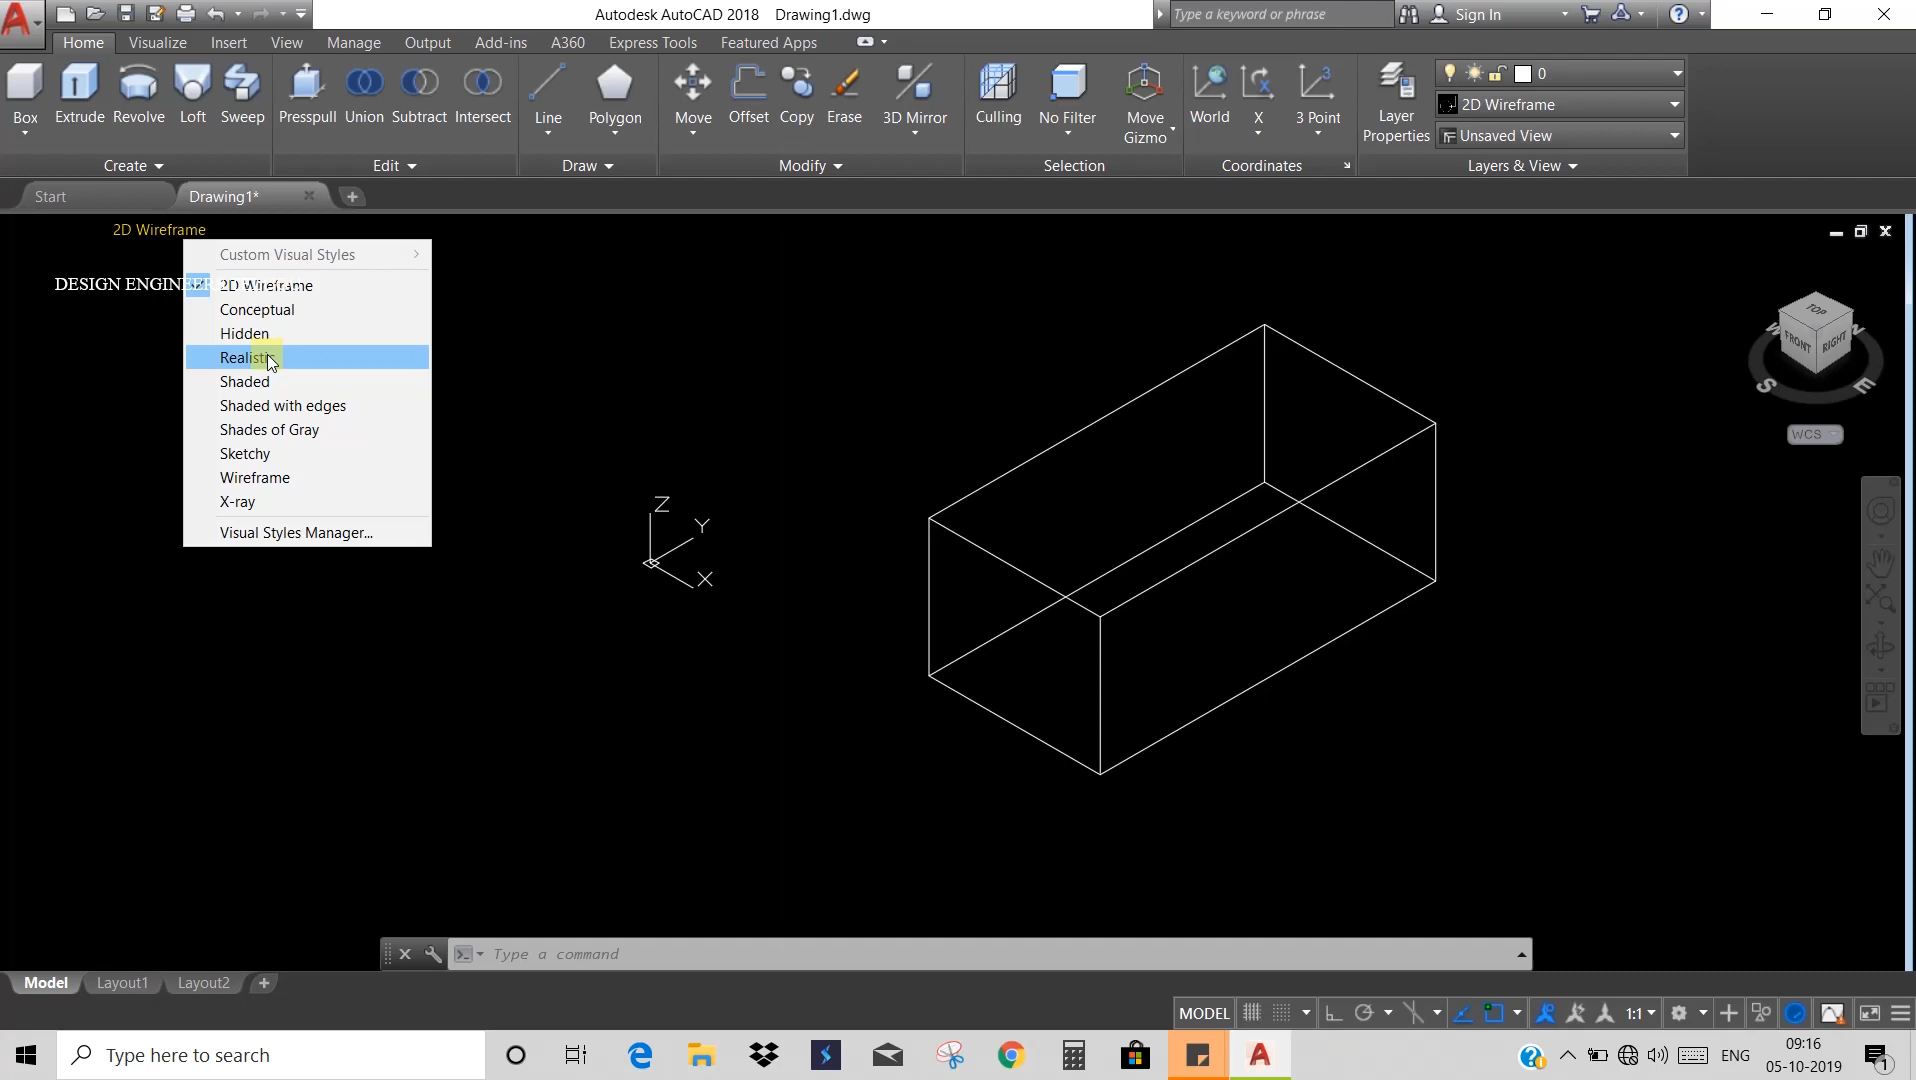 Autodesk AutoCAD 2018 Drawing1.dwg
Type a keyword or phrase
Sign In
Home Visualize Insert View Manage Output Add-ins A360 Express Tools Featured Apps
Box Extrude Revolve Loft Sweep Presspull Union Subtract Intersect Line Polygon Move Offset Copy Erase 3D Mirror Culling No Filter Move Gizmo World X 3 Point Layer Properties
0
2D Wireframe
Unsaved View
Create Edit Draw Modify Selection Coordinates Layers & View
Start Drawing1*
2D Wireframe
Custom Visual Styles
DESIGN ENGINEER
2D Wireframe
Conceptual
Hidden
Realistic
Shaded
Shaded with edges
Shades of Gray
Sketchy
Wireframe
X-ray
Visual Styles Manager...
Z
Y
X
TOP
W N
FRONT RIGHT
S E
WCS
Type a command
Model Layout1 Layout2
MODEL 1:1
Type here to search
ENG
09:16
05-10-2019
1